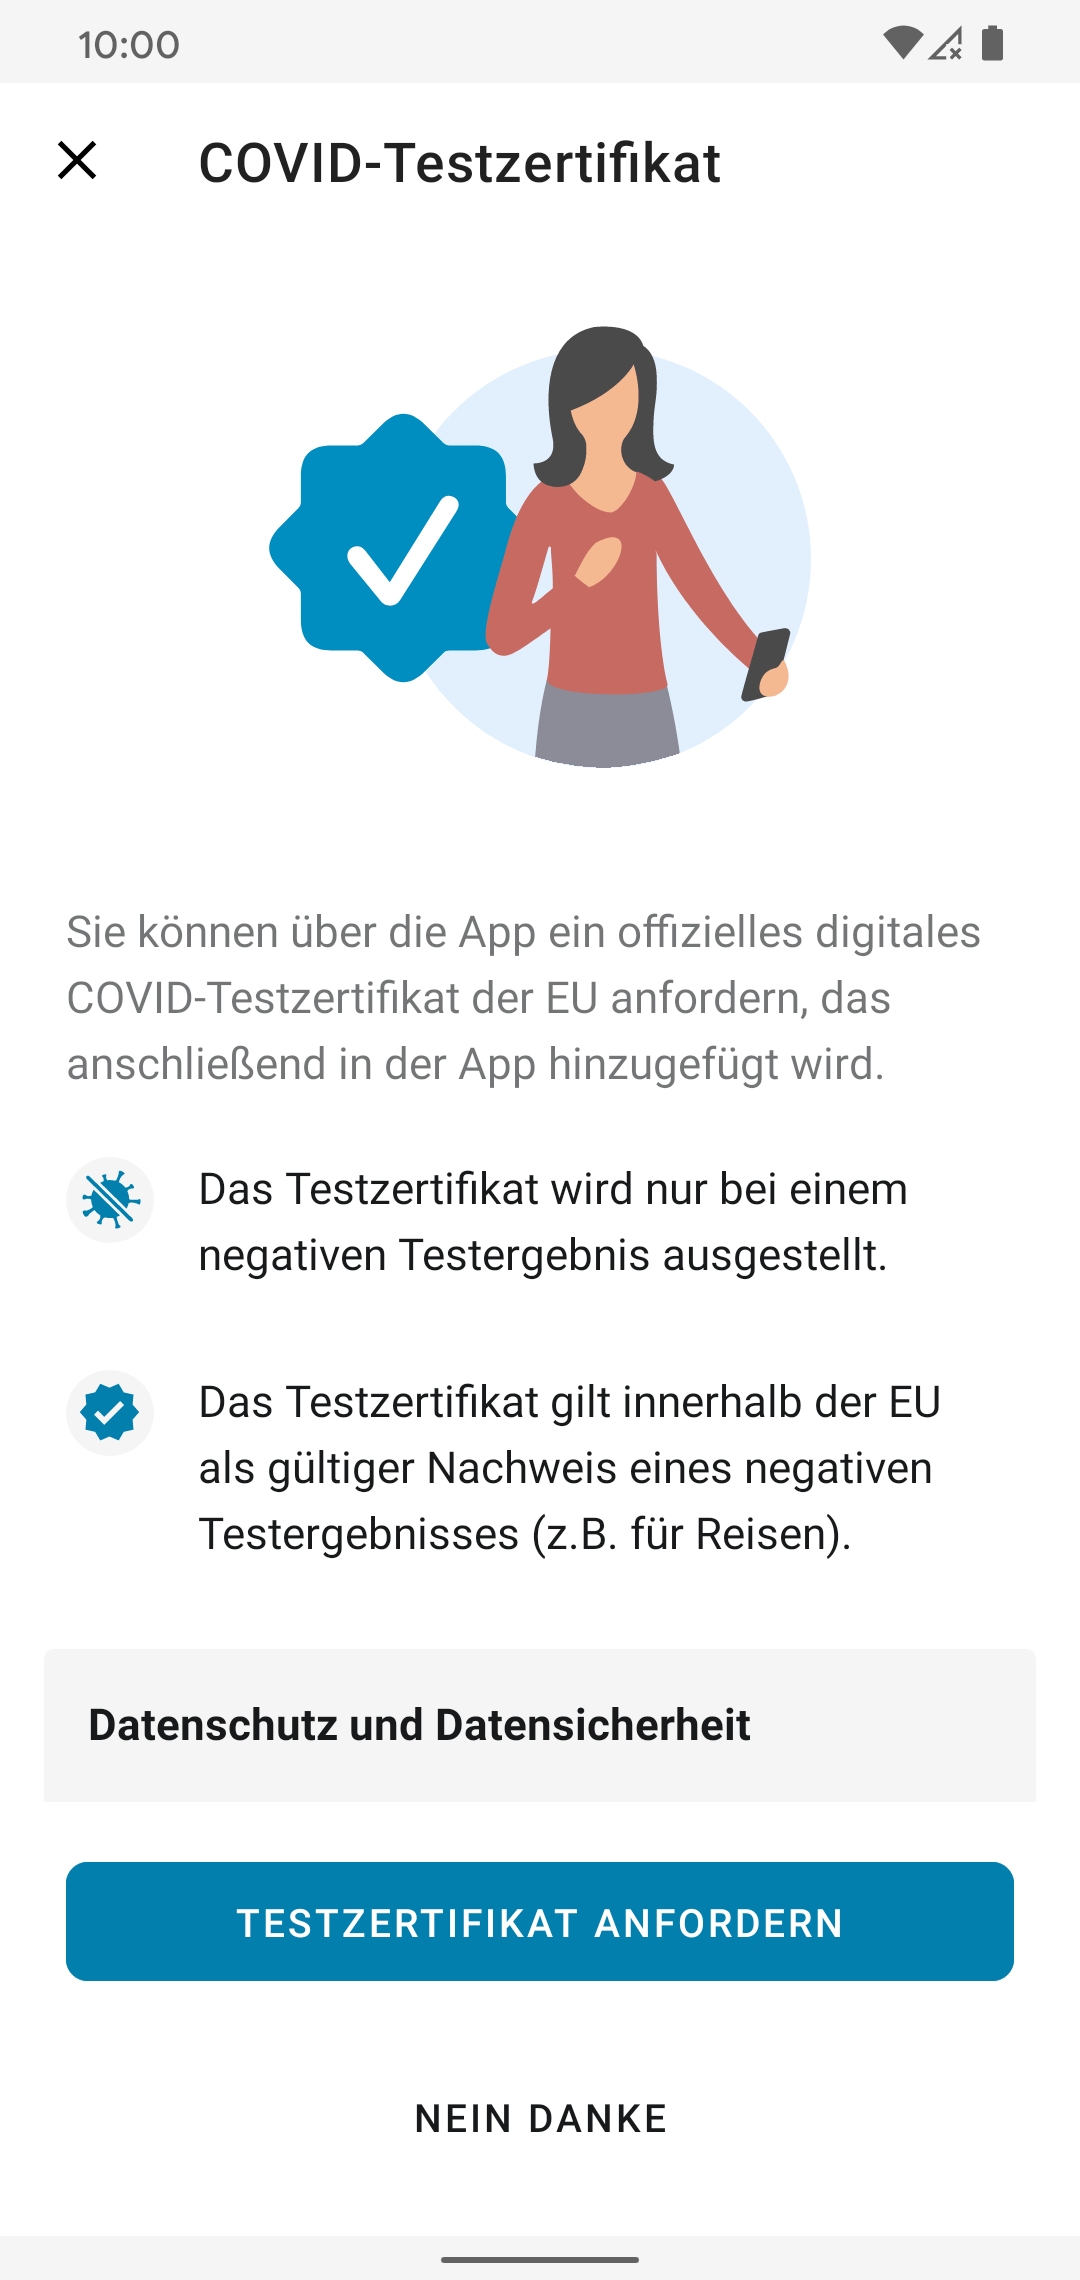 10:00
COVID-Testzertifikat
Sie können über die App ein offizielles digitales
COVID-Testzertifikat der EU anfordern, das
anschließend in der App hinzugefügt wird.
Das Testzertifikat wird nur bei einem
negativen Testergebnis ausgestellt.
Das Testzertifikat gilt innerhalb der EU
als gültiger Nachweis eines negativen
Testergebnisses (z.B. für Reisen).
Datenschutz und Datensicherheit
TESTZERTIFIKAT ANFORDERN
NEIN DANKE